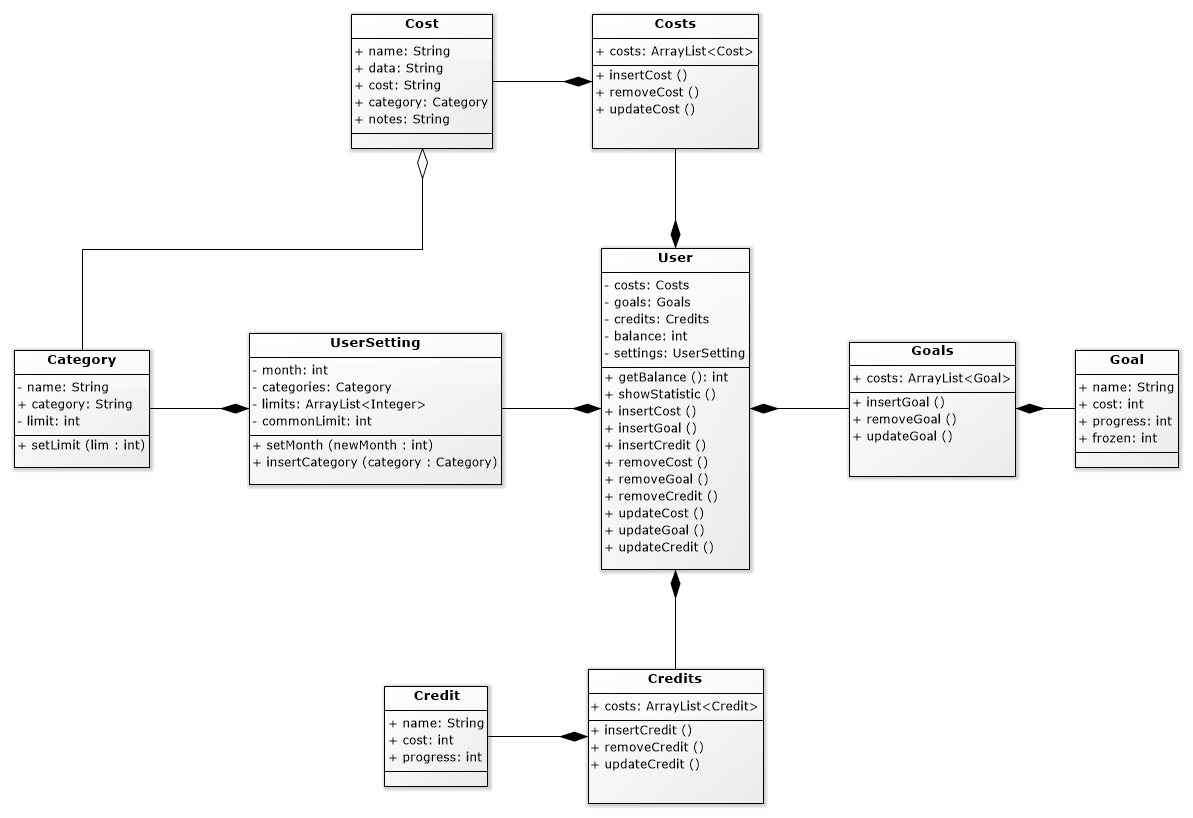 Cost
+ name: String
+ data: String
+ cost: String
+ category: Category
+ notes: String
Costs
+ costs: ArrayList<Cost>
+ insertCost ()
+ removeCost ()
+ updateCost ()
User
- costs: Costs
- goals: Goals
- credits: Credits
- balance: int
- settings: UserSetting
+ getBalance (): int
+ showStatistic ()
+ insertCost ()
+ insertGoal ()
+ insertCredit ()
+ removeCost ()
+ removeGoal ()
+ removeCredit ()
+ updateCost ()
+ updateGoal ()
+ updateCredit ()
Category
- name: String
+ category: String
- limit: int
+ setLimit (lim : int)
UserSetting
- month: int
- categories: Category
- limits: ArrayList<Integer>
- commonLimit: int
+ setMonth (newMonth : int)
+ insertCategory (category : Category)
Goals
+ costs: ArrayList<Goal>
+ insertGoal ()
+ removeGoal ()
+ updateGoal ()
Goal
+ name: String
+ cost: int
+ progress: int
+ frozen: int
Credit
+ name: String
+ cost: int
+ progress: int
Credits
+ costs: ArrayList<Credit>
+ insertCredit ()
+ removeCredit ()
+ updateCredit ()